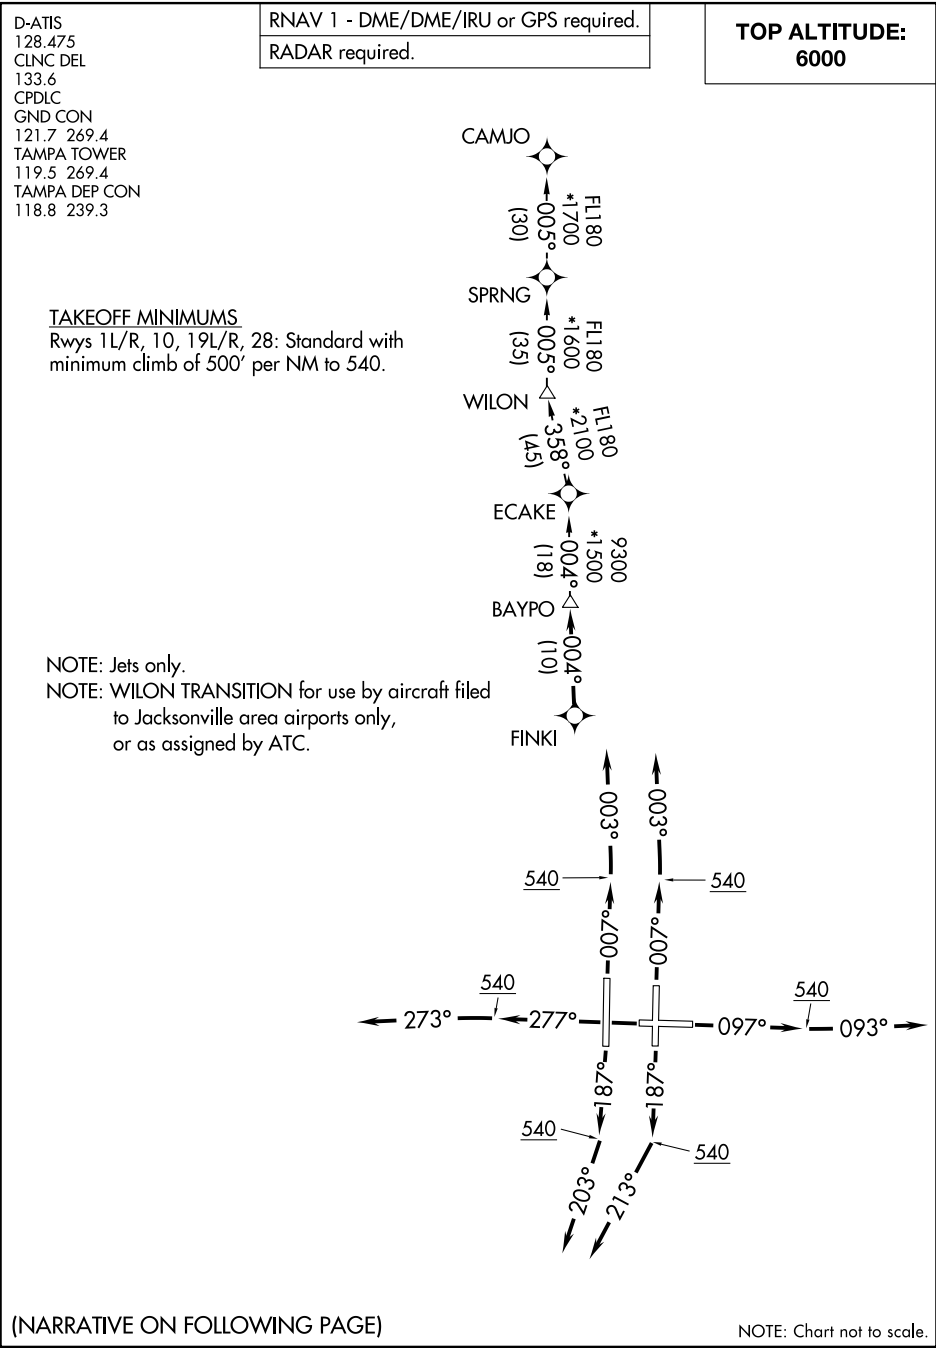 D-ATIS
128.475
CLNC DEL
133.6
CPDLC
GND CON
121.7 269.4
TAMPA TOWER
119.5 269.4
TAMPA DEP CON
118.8 239.3
RNAV 1 - DME/DME/IRU or GPS required.
RADAR required.
TOP ALTITUDE:
6000
CAMJO
FL180
*1700
005°
(30)
SPRNG
TAKEOFF MINIMUMS
Rwys 1L/R, 10, 19L/R, 28: Standard with
minimum climb of 500' per NM to 540.
FL180
*1600
005°
(35)
WILON
FL180
*2100
358°
(45)
ECAKE
9300
*1500
004°
(18)
BAYPO
004°
(10)
FINKI
NOTE: Jets only.
NOTE: WILON TRANSITION for use by aircraft filed
to Jacksonville area airports only,
or as assigned by ATC.
003°
003°
540
540
007°
007°
540
540
273°
277°
097°
093°
187°
187°
540
540
203°
213°
(NARRATIVE ON FOLLOWING PAGE)
NOTE: Chart not to scale.